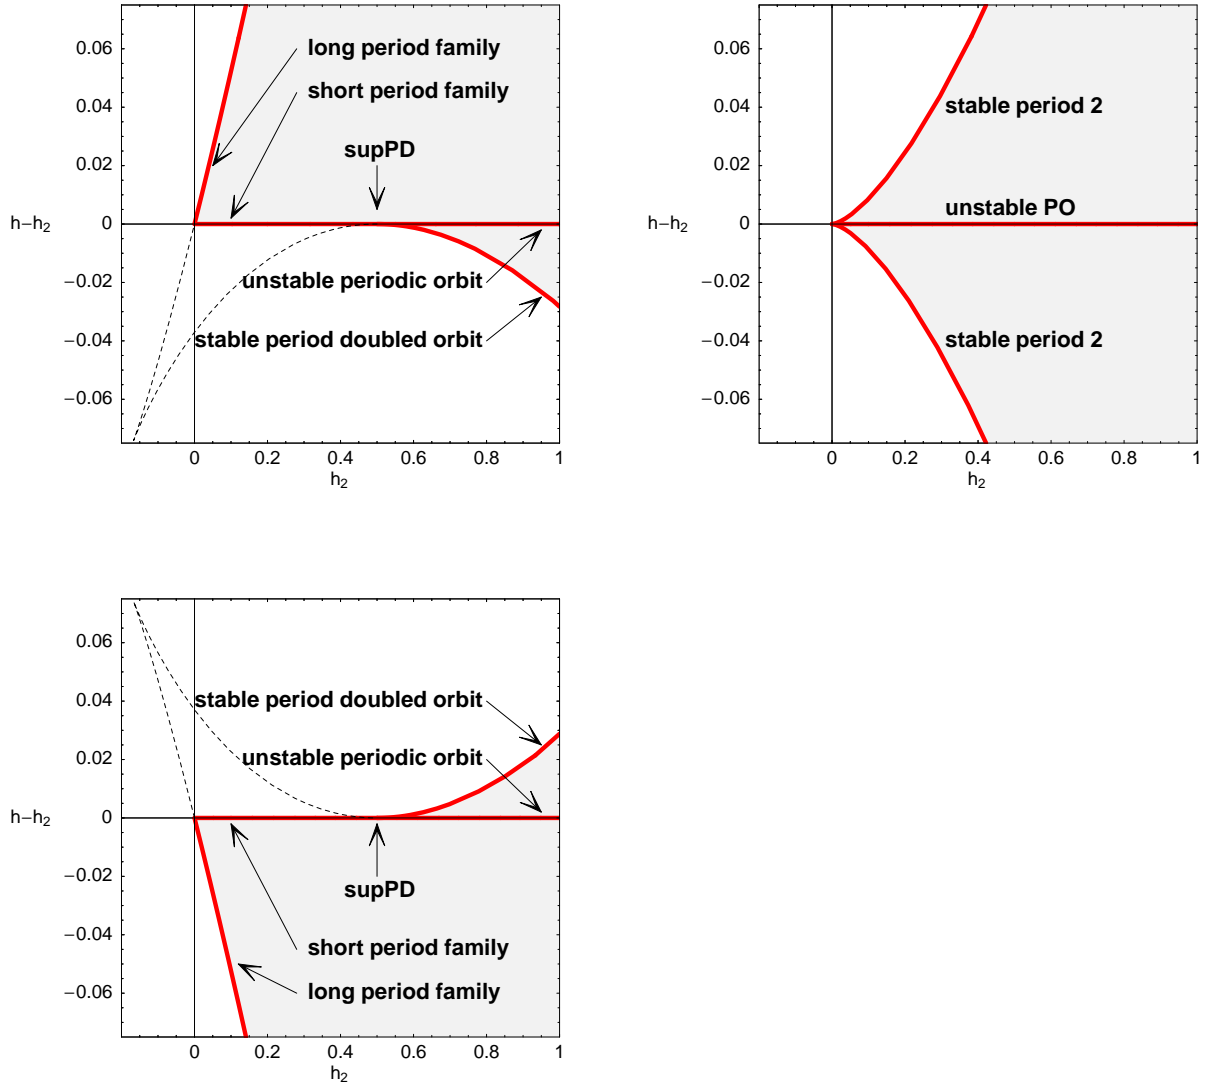 0.06
0.04
0.02
0
−0.02
−0.04
−0.06
h−h2
long period family
short period family
supPD
unstable periodic orbit
stable period doubled orbit
0 0.2 0.4 0.6 0.8 1
h2
0.06
0.04
0.02
0
−0.02
−0.04
−0.06
h−h2
stable period 2
unstable PO
stable period 2
0 0.2 0.4 0.6 0.8 1
h2
0.06
0.04
0.02
0
−0.02
−0.04
−0.06
h−h2
stable period doubled orbit
unstable periodic orbit
supPD
short period family
long period family
0 0.2 0.4 0.6 0.8 1
h2